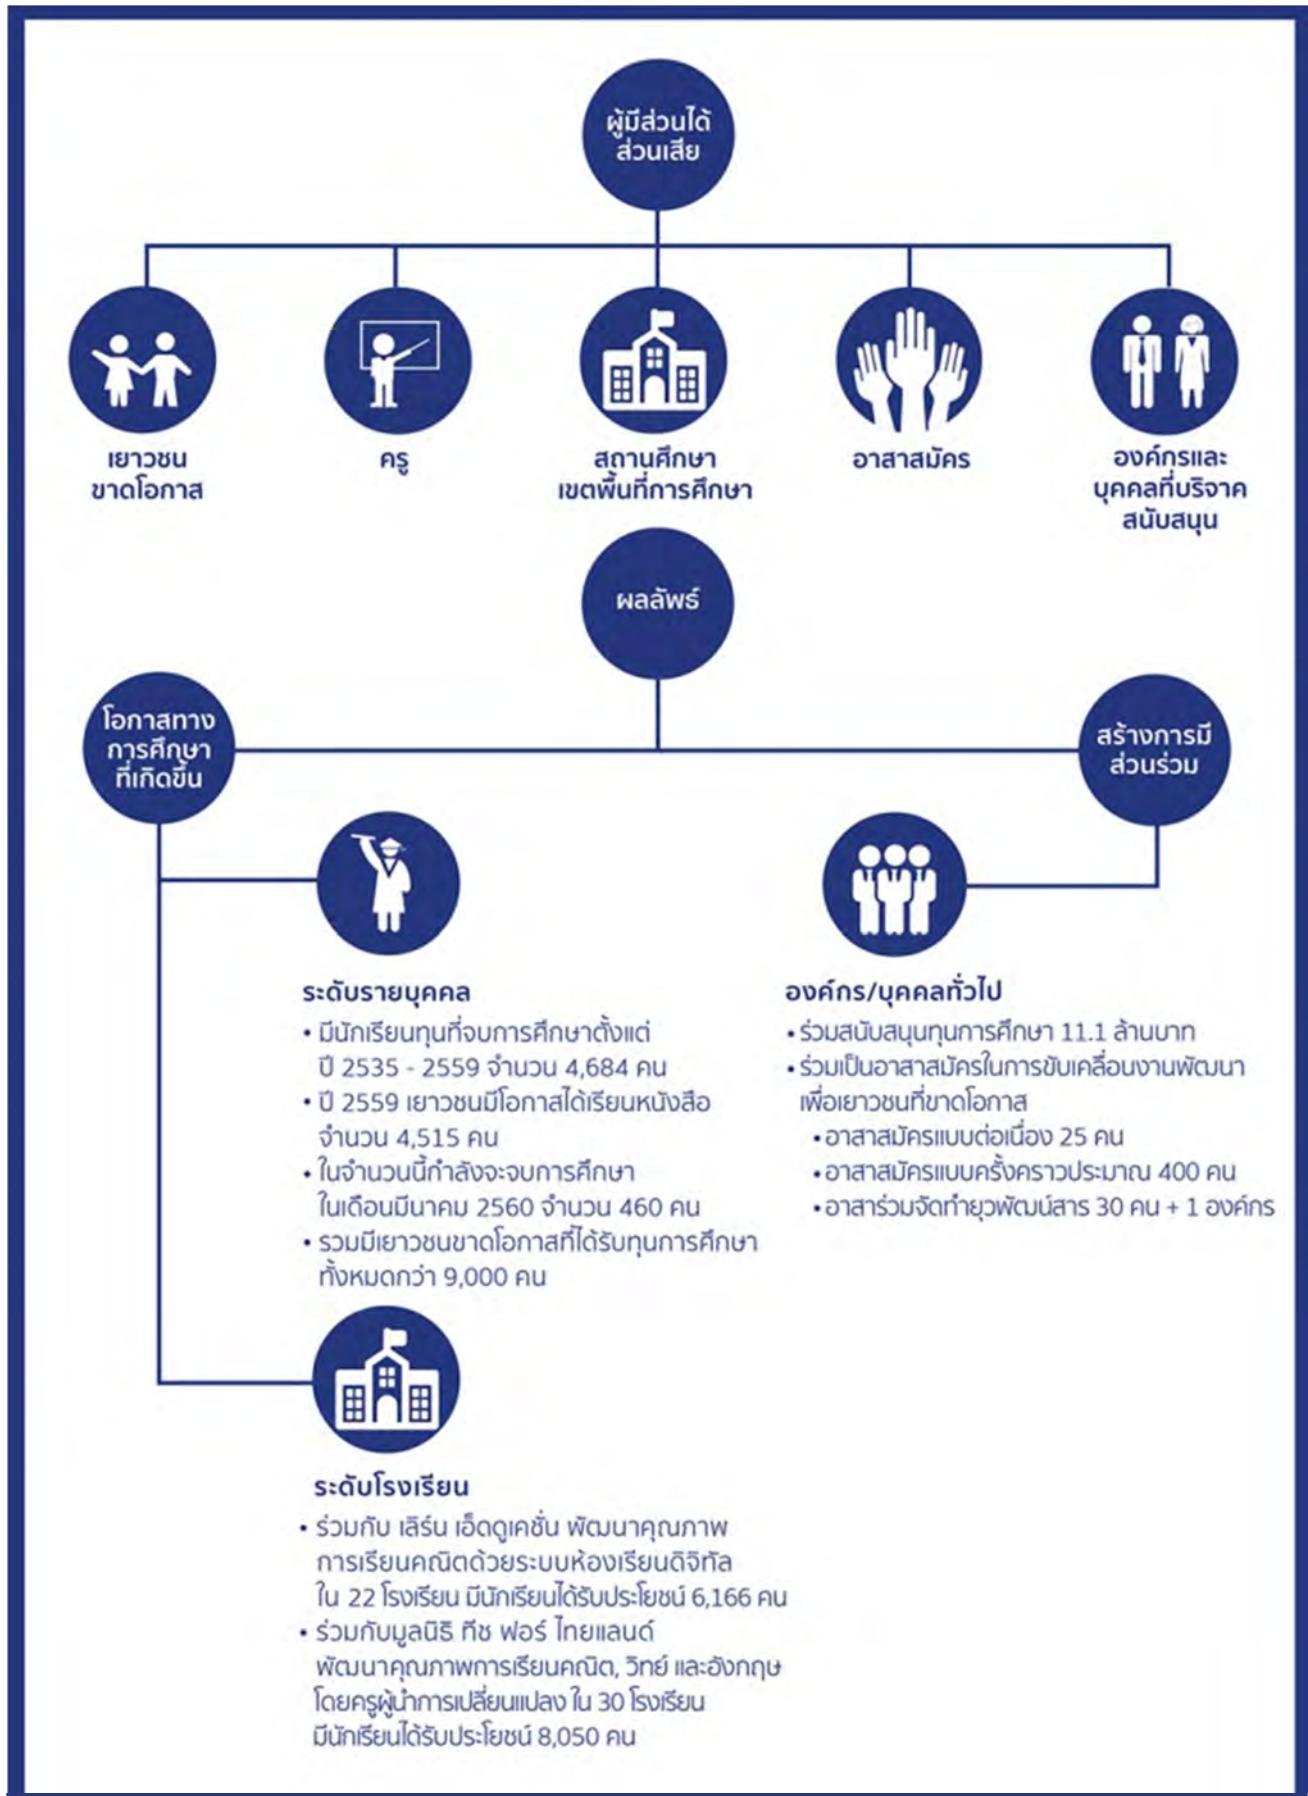 ผู้มีส่วนได้
ส่วนเสีย
เยาวชน
ขาดโอกาส
ครู
สถานศึกษา
เขตพื้นที่การศึกษา
อาสาสมัคร
องค์กรและ
บุคคลที่บริจาค
สนับสนุน
ผลลัพธ์
โอกาสทาง
การศึกษา
ที่เกิดขึ้น
สร้างการมี
ส่วนร่วม
ระดับรายบุคคล
• มีนักเรียนทุนที่จบการศึกษาตั้งแต่
ปี 2535 - 2559 จำนวน 4,684 คน
• ปี 2559 เยาวชนมีโอกาสได้เรียนหนังสือ
จำนวน 4,515 คน
• ในจำนวนนี้กำลังจะจบการศึกษา
ในเดือนมีนาคม 2560 จำนวน 460 คน
• รวมมีเยาวชนขาดโอกาสที่ได้รับทุนการศึกษา
ทั้งหมดกว่า 9,000 คน
องค์กร/บุคคลทั่วไป
• ร่วมสนับสนุนทุนการศึกษา 11.1 ล้านบาท
• ร่วมเป็นอาสาสมัครในการขับเคลื่อนงานพัฒนา
เพื่อเยาวชนที่ขาดโอกาส
• อาสาสมัครแบบต่อเนื่อง 25 คน
• อาสาสมัครแบบครั้งคราวประมาณ 400 คน
• อาสาร่วมจัดทำยุวพัฒน์สาร 30 คน + 1 องค์กร
ระดับโรงเรียน
• ร่วมกับ เลิร์น เอ็ดดูเคชั่น พัฒนาคุณภาพ
การเรียนคณิตด้วยระบบห้องเรียนดิจิทัล
ใน 22 โรงเรียน มีนักเรียนได้รับประโยชน์ 6,166 คน
• ร่วมกับมูลนิธิ ทีช ฟอร์ ไทยแลนด์
พัฒนาคุณภาพการเรียนคณิต, วิทย์ และอังกฤษ
โดยครูผู้นำการเปลี่ยนแปลง ใน 30 โรงเรียน
มีนักเรียนได้รับประโยชน์ 8,050 คน